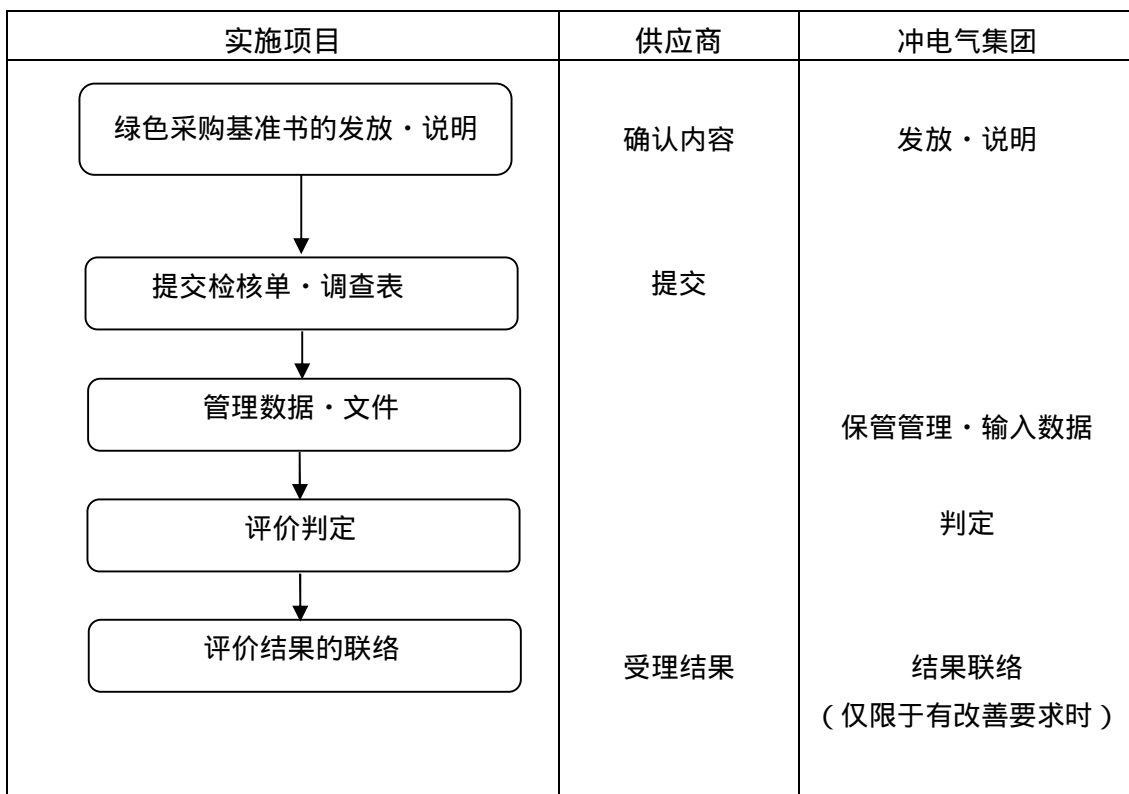 实施项目 供应商 冲电气集团
绿色采购基准书的发放・说明 确认内容 发放・说明
提交检核单・调查表 提交
管理数据・文件
保管管理・输入数据
评价判定 判定
评价结果的联络
受理结果 结果联络
（仅限于有改善要求时）